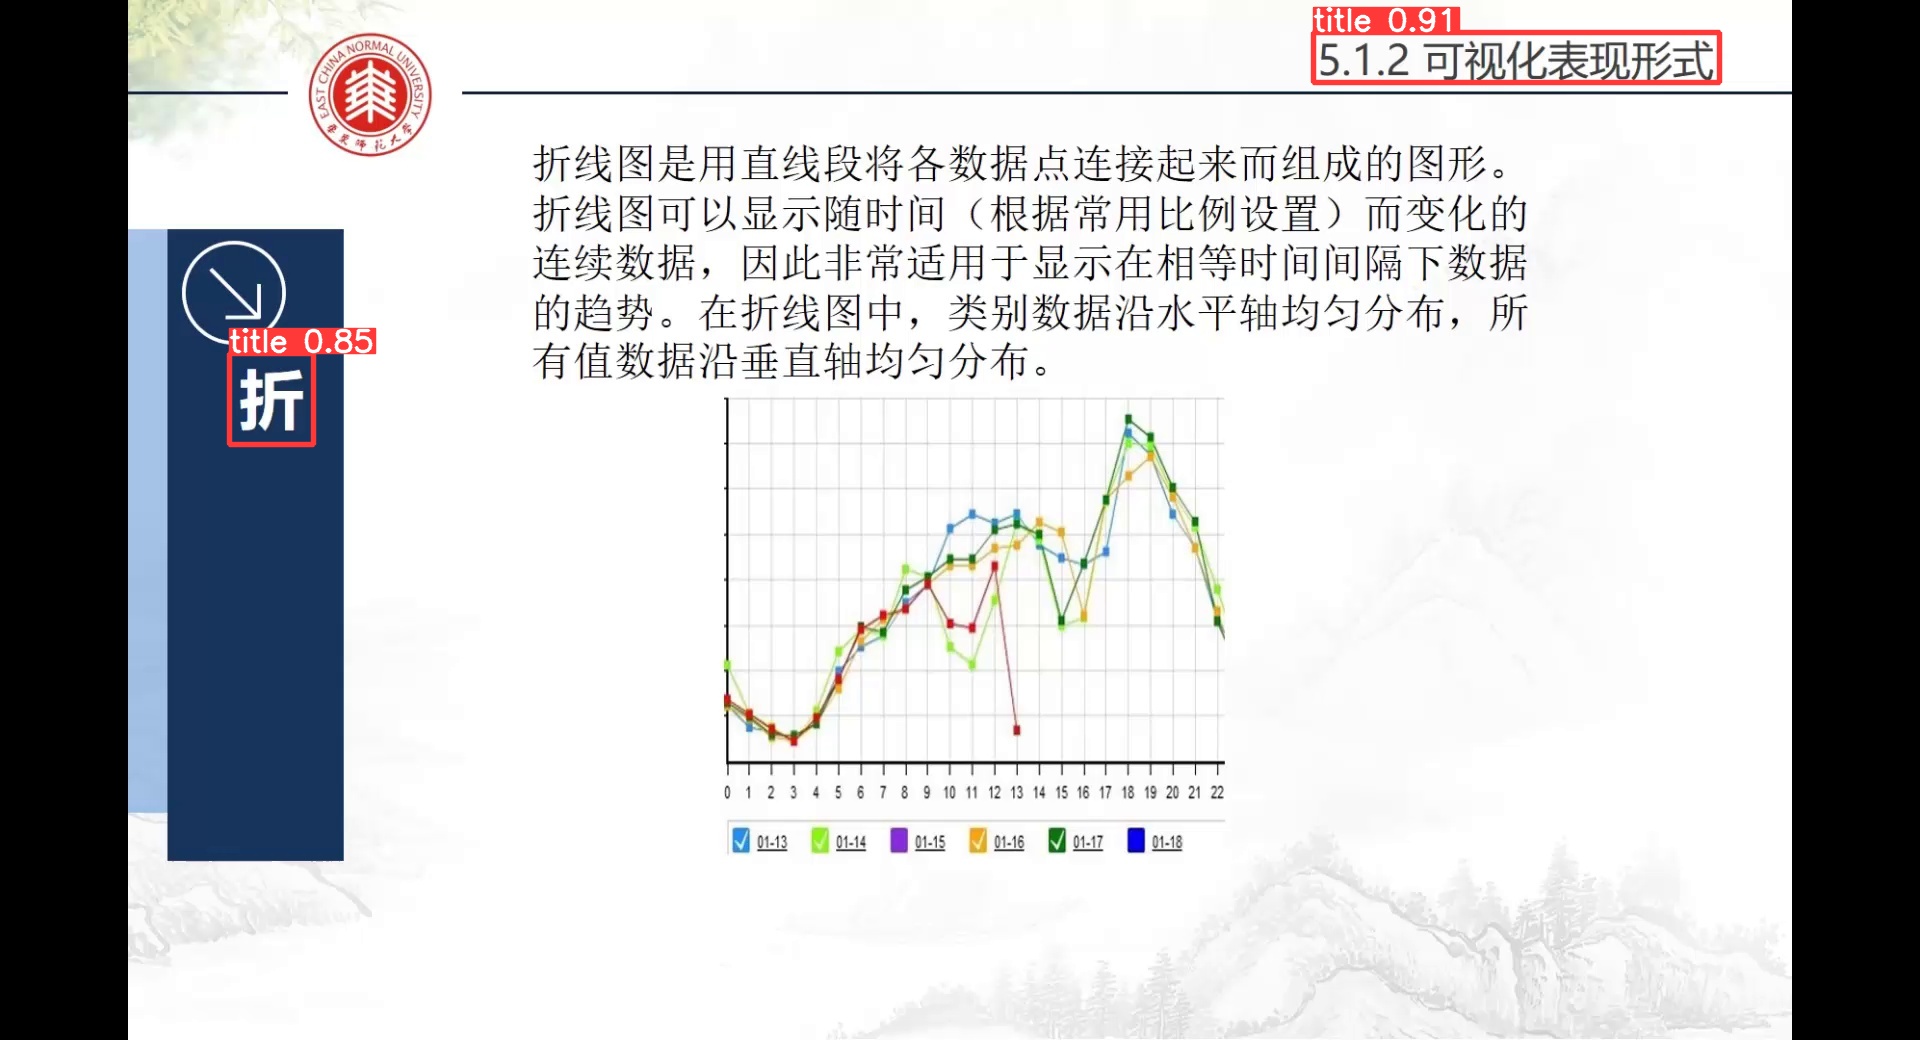 title 0.91
5.1.2 可视化表现形式
EAST CHINA NORMAL UNIVERSITY
华东师范大学
折线图是用直线段将各数据点连接起来而组成的图形。
折线图可以显示随时间（根据常用比例设置）而变化的
连续数据，因此非常适用于显示在相等时间间隔下数据
的趋势。在折线图中，类别数据沿水平轴均匀分布，所
有值数据沿垂直轴均匀分布。
title 0.85
折
0 1 2 3 4 5 6 7 8 9 10 11 12 13 14 15 16 17 18 19 20 21 22
01-13 01-14 01-15 01-16 01-17 01-18